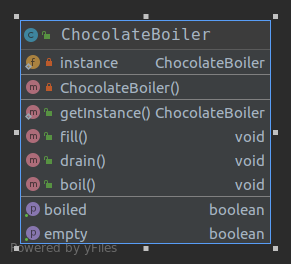 ChocolateBoiler
instance ChocolateBoiler
ChocolateBoiler()
getInstance() ChocolateBoiler
fill() void
drain() void
boil() void
boiled boolean
empty boolean
Powered by yFiles